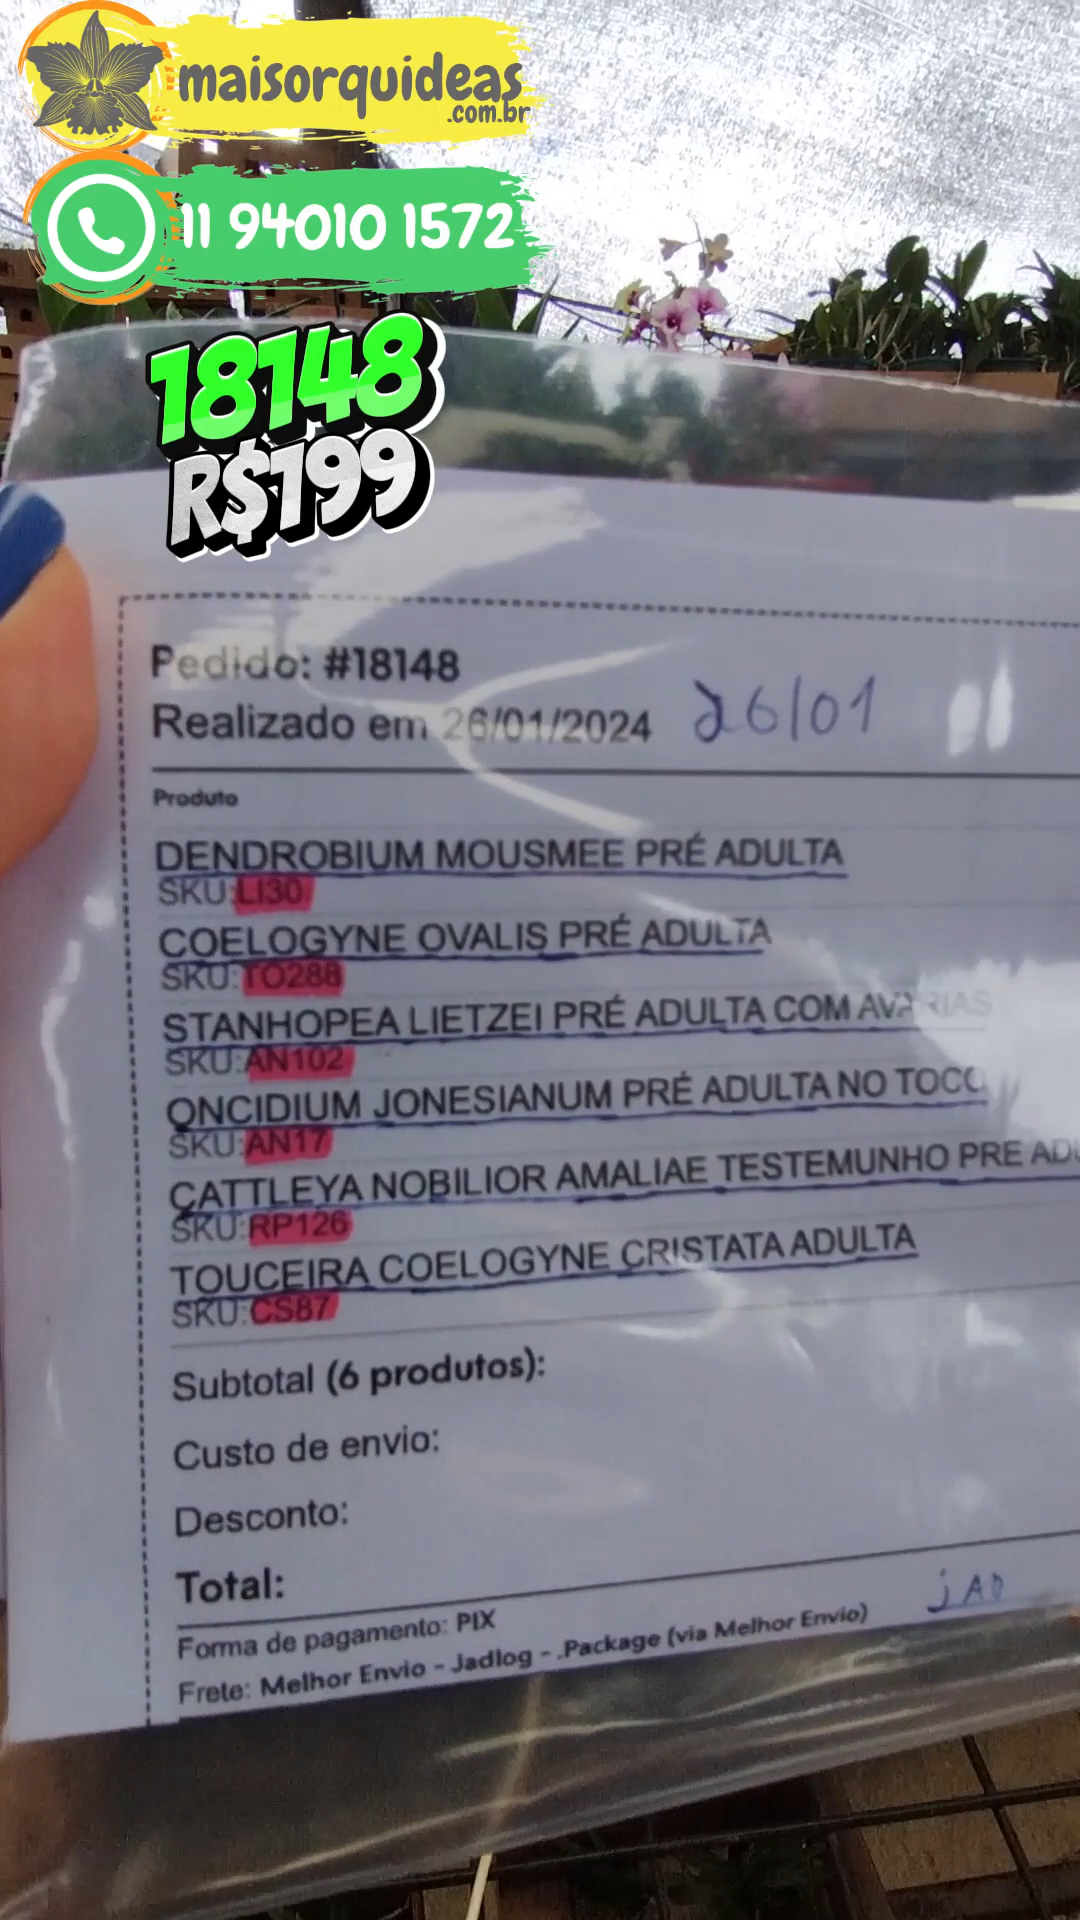 maisorquideas
.com.br
11 94010 1572
18148
R$199
Pedido: #18148
Realizado em 26/01/2024 26/01
Produto
DENDROBIUM MOUSMEE PRÉ ADULTA
SKU:LI30
COELOGYNE OVALIS PRÉ ADULTA
SKU:TO288
STANHOPEA LIETZEI PRÉ ADULTA COM AVARIAS
SKU:AN102
ONCIDIUM JONESIANUM PRÉ ADULTA NO TOCO
SKU:AN17
CATTLEYA NOBILIOR AMALIAE TESTEMUNHO PRE
SKU:RP126
TOUCEIRA COELOGYNE CRISTATA ADULTA
SKU:CS87
Subtotal (6 produtos):
Custo de envio:
Desconto:
Total:
jAD
Forma de pagamento: PIX
Frete: Melhor Envio - Jadlog - .Package (via Melhor Envio)